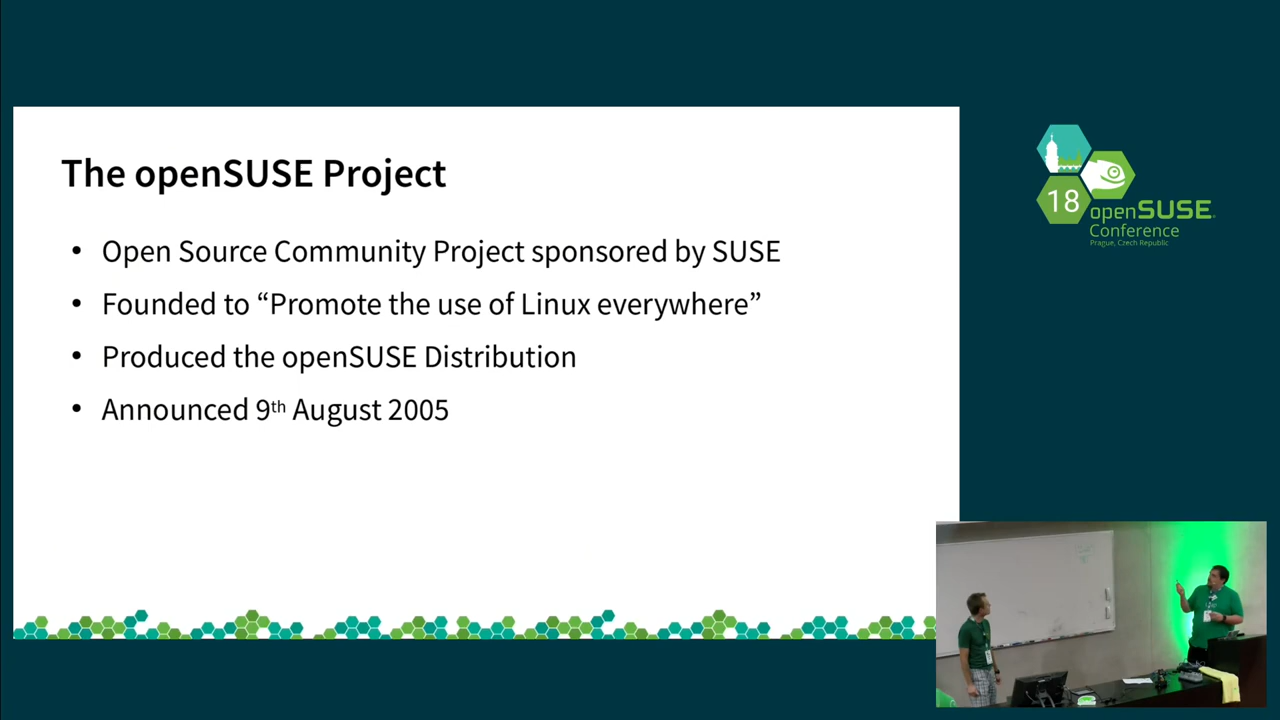 The openSUSE Project
• Open Source Community Project sponsored by SUSE
• Founded to “Promote the use of Linux everywhere”
• Produced the openSUSE Distribution
• Announced 9th August 2005
18
openSUSE
Conference
Prague, Czech Republic